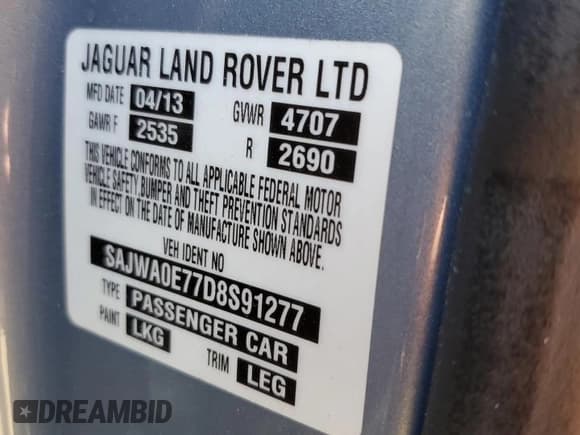 JAGUAR LAND ROVER LTD
MFD DATE 04/13 GVWR 4707
GAWR F 2535 R 2690
THIS VEHICLE CONFORMS TO ALL APPLICABLE FEDERAL MOTOR
VEHICLE SAFETY BUMPER AND THEFT PREVENTION STANDARDS
IN EFFECT ON THE DATE OF MANUFACTURE SHOWN ABOVE.
VEH IDENT NO
SAJWA0E77D8S91277
TYPE PASSENGER CAR
PAINT LKG TRIM LEG
DREAMBID